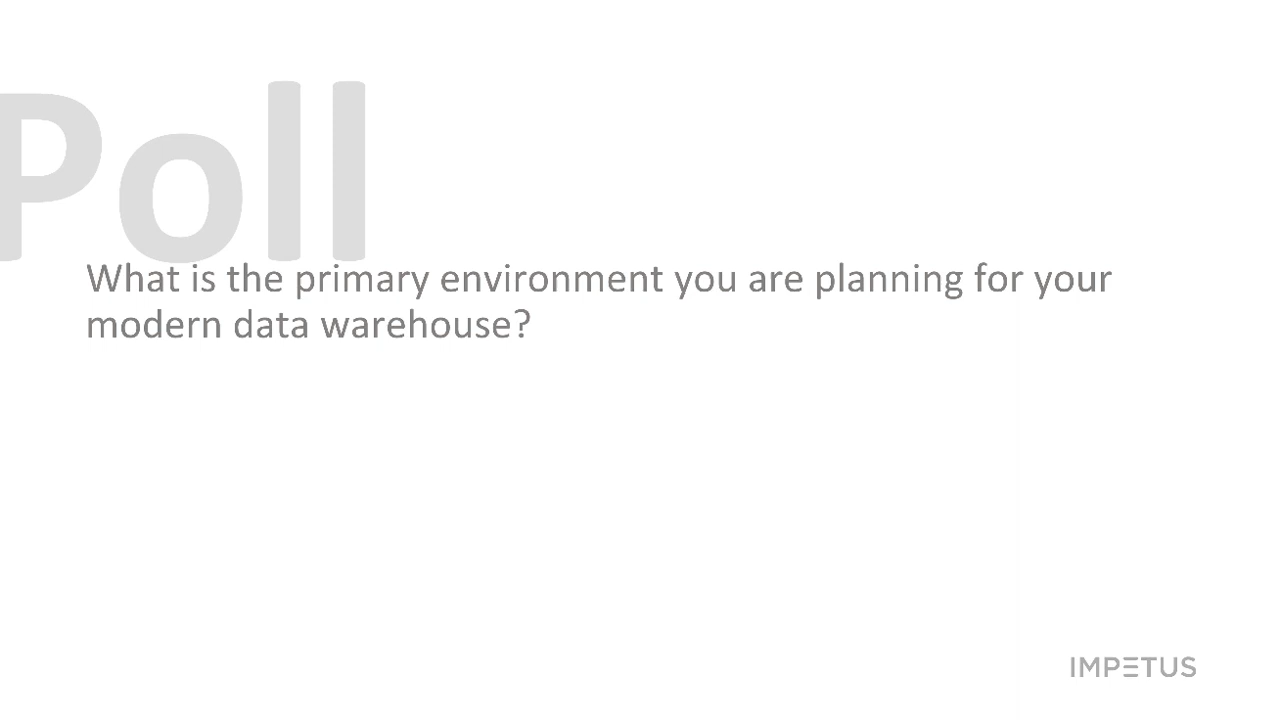 Poll
What is the primary environment you are planning for your
modern data warehouse?
IMPETUS